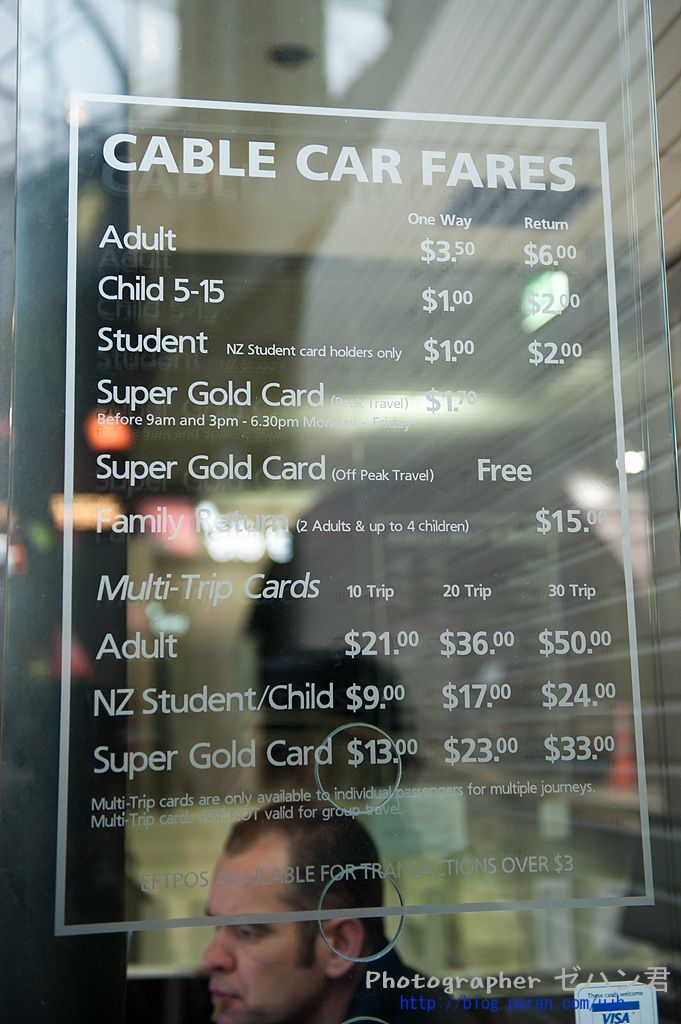 CABLE CAR FARES
One Way Return
Adult $3.50 $6.00
Child 5-15 $1.00 $2.00
Student NZ Student card holders only $1.00 $2.00
Super Gold Card (Peak Travel) $1.70
Before 9am and 3pm - 6.30pm Monday - Friday
Super Gold Card (Off Peak Travel) Free
Family Return (2 Adults & up to 4 children) $15.00
Multi-Trip Cards 10 Trip 20 Trip 30 Trip
Adult $21.00 $36.00 $50.00
NZ Student/Child $9.00 $17.00 $24.00
Super Gold Card $13.00 $23.00 $33.00
Multi-Trip cards are only available to individual passengers for multiple journeys.
Multi-Trip cards ARE NOT valid for group travel.
EFTPOS AVAILABLE FOR TRANSACTIONS OVER $3
Photographer ゼハン君
These cards welcome
VISA